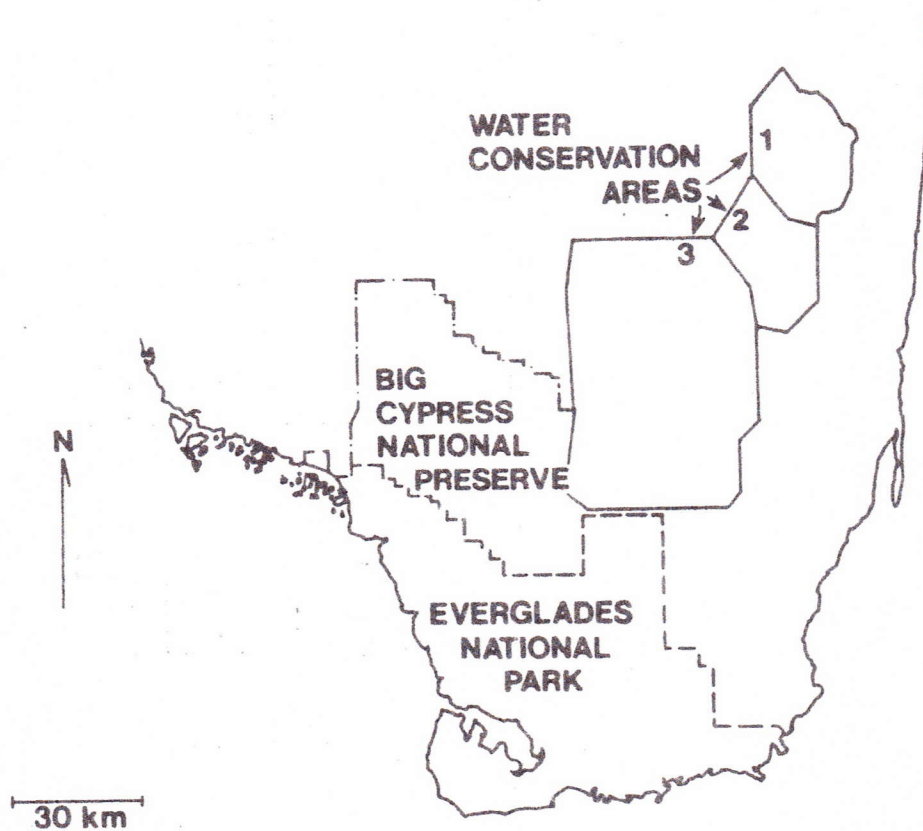 WATER
CONSERVATION
AREAS
1
2
3
BIG
CYPRESS
NATIONAL
PRESERVE
N
EVERGLADES
NATIONAL
PARK
30 km